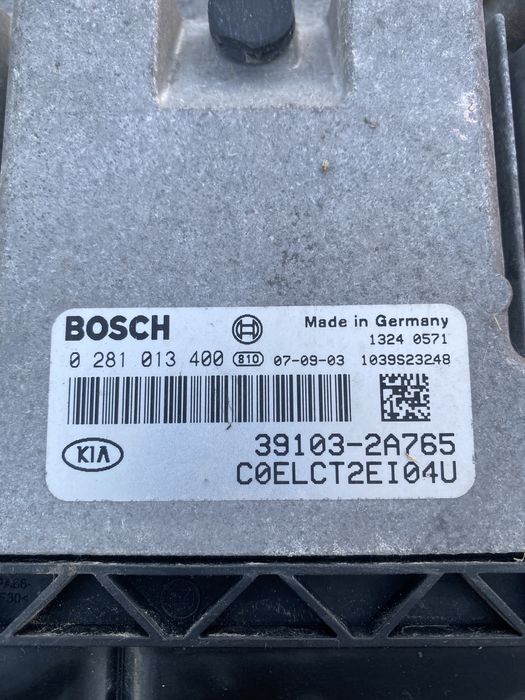 BOSCH
Made in Germany
1324 0571
0 281 013 400 810 07-09-03 1039S23248
KIA
39103-2A765
C0ELCT2EI04U